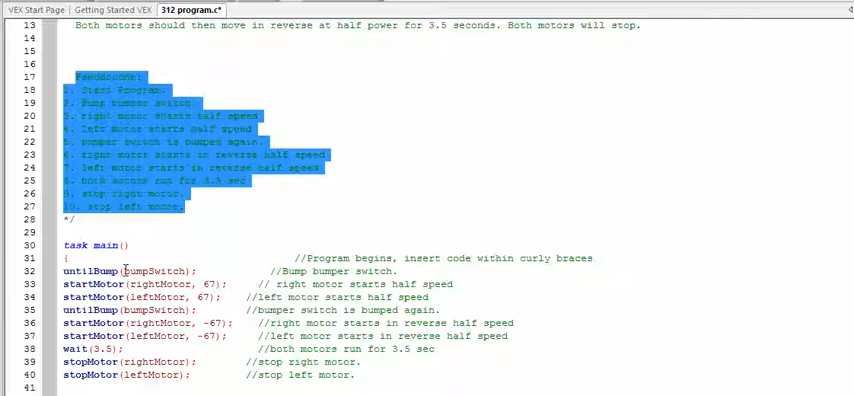 VEX Start Page Getting Started VEX 312 program.c*
13 Both motors should then move in reverse at half power for 3.5 seconds. Both motors will stop.
14
15
16
17 Pseudocode:
18 1. Start Program.
19 2. Bump bumper switch.
20 3. right motor starts half speed
21 4. left motor starts half speed
22 5. bumper switch is bumped again.
23 6. right motor starts in reverse half speed
24 7. left motor starts in reverse half speed
25 8. both motors run for 3.5 sec
26 9. stop right motor.
27 10. stop left motor.
28 */
29
30 task main()
31 { //Program begins, insert code within curly braces
32 untilBump(bumpSwitch); //Bump bumper switch.
33 startMotor(rightMotor, 67); // right motor starts half speed
34 startMotor(leftMotor, 67); //left motor starts half speed
35 untilBump(bumpSwitch); //bumper switch is bumped again.
36 startMotor(rightMotor, -67); //right motor starts in reverse half speed
37 startMotor(leftMotor, -67); //left motor starts in reverse half speed
38 wait(3.5); //both motors run for 3.5 sec
39 stopMotor(rightMotor); //stop right motor.
40 stopMotor(leftMotor); //stop left motor.
41